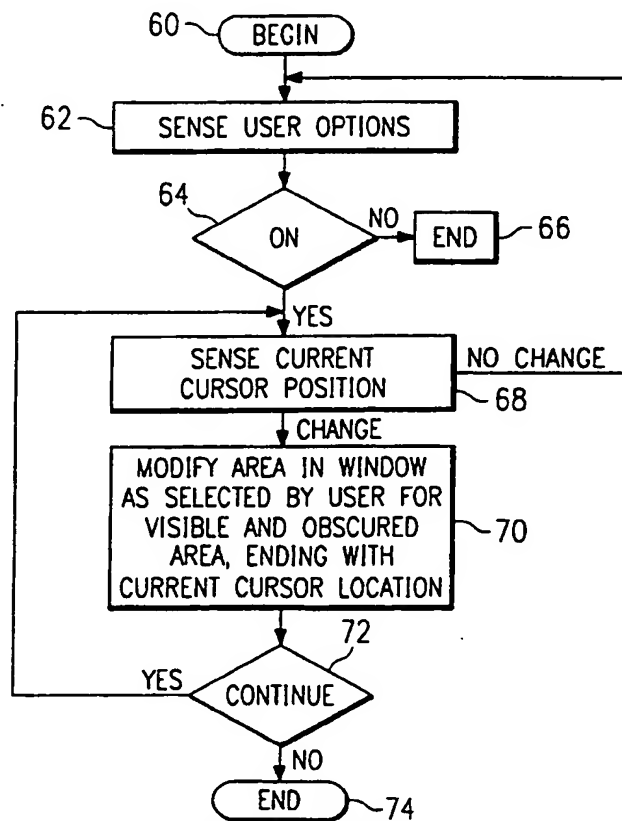 60
BEGIN
62
SENSE USER OPTIONS
64
ON
NO
END
66
YES
SENSE CURRENT
CURSOR POSITION
NO CHANGE
68
CHANGE
MODIFY AREA IN WINDOW
AS SELECTED BY USER FOR
VISIBLE AND OBSCURED
AREA, ENDING WITH
CURRENT CURSOR LOCATION
70
72
YES
CONTINUE
NO
END
74